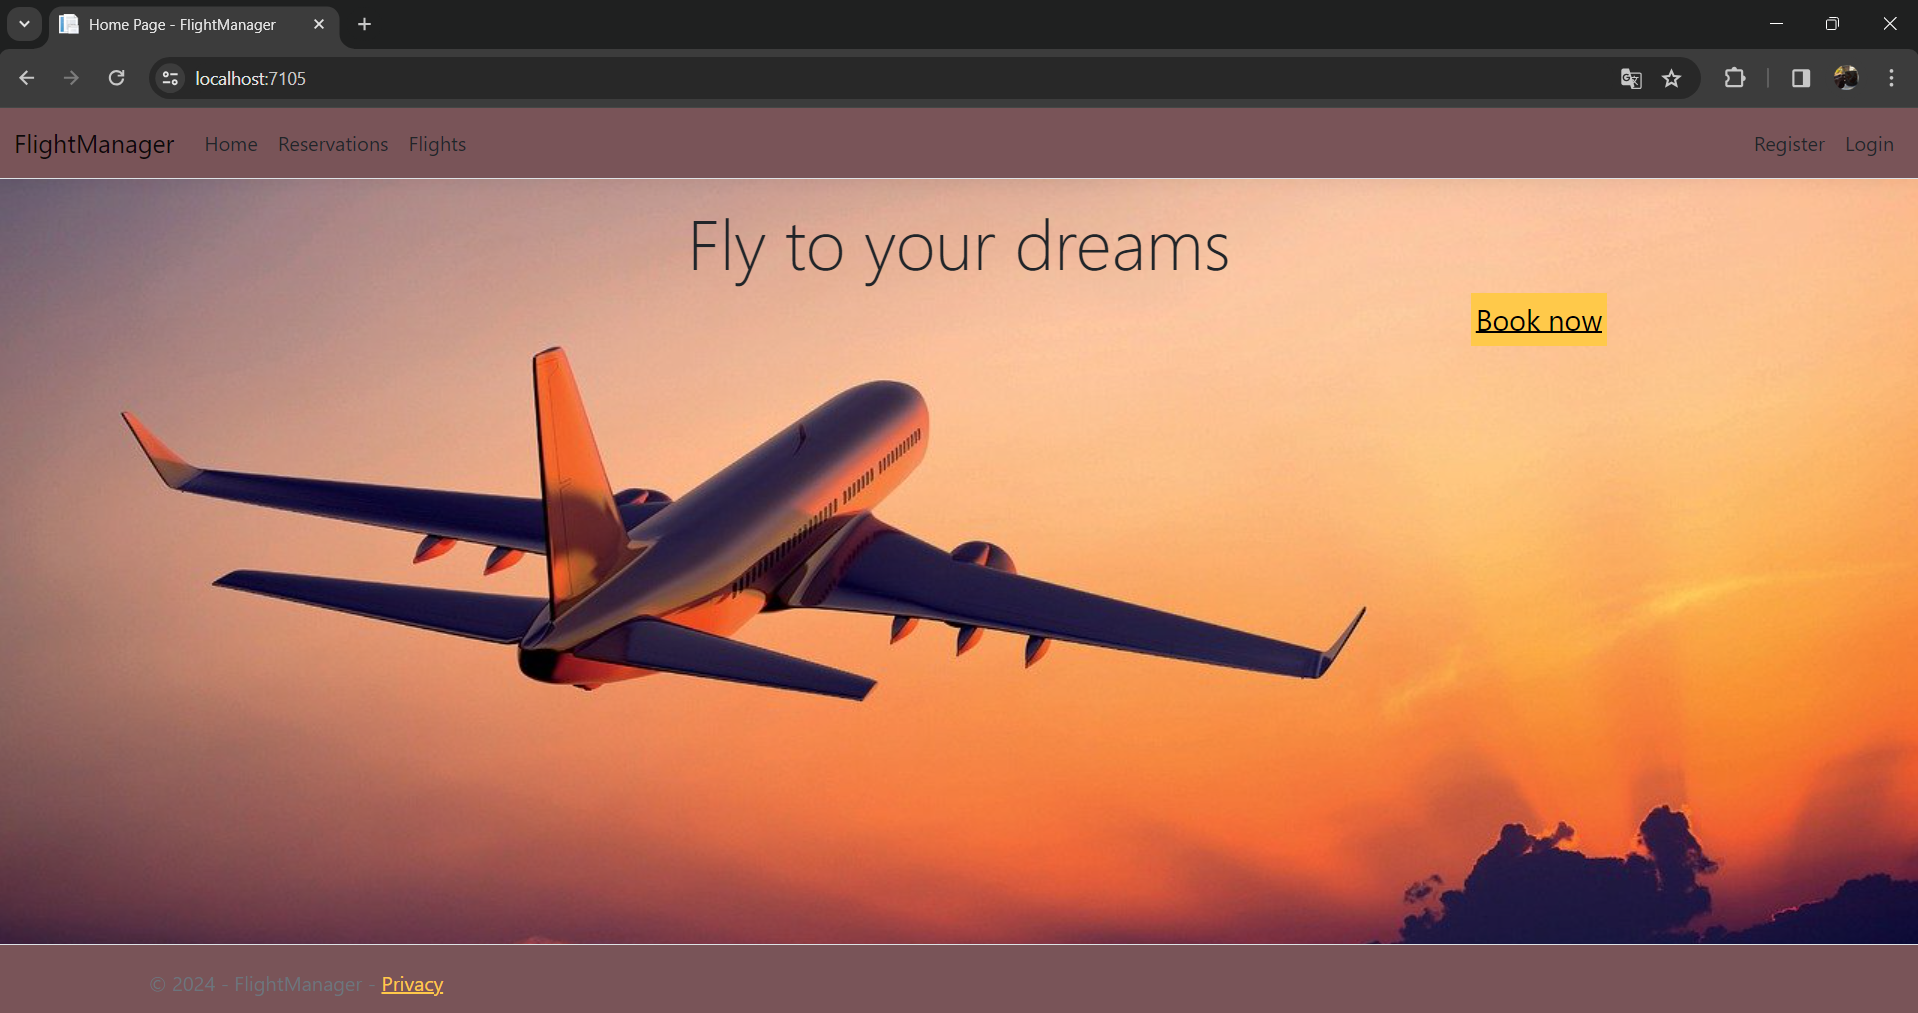 Home Page - FlightManager
localhost:7105
FlightManager Home Reservations Flights Register Login
Fly to your dreams
Book now
© 2024 - FlightManager - Privacy